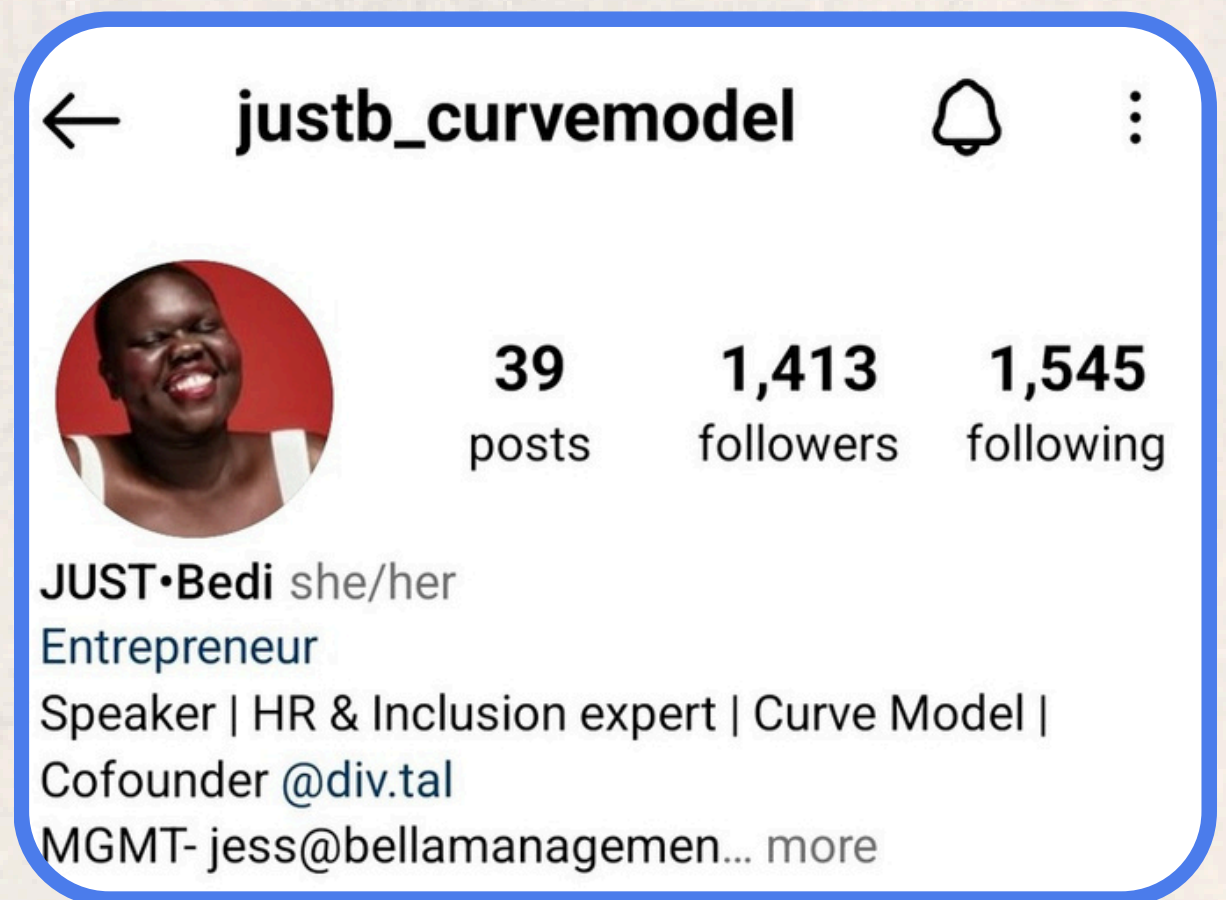 justb_curvemodel
39 1,413 1,545
posts followers following
JUST•Bedi she/her
Entrepreneur
Speaker | HR & Inclusion expert | Curve Model |
Cofounder @div.tal
MGMT- jess@bellamanagemen... more